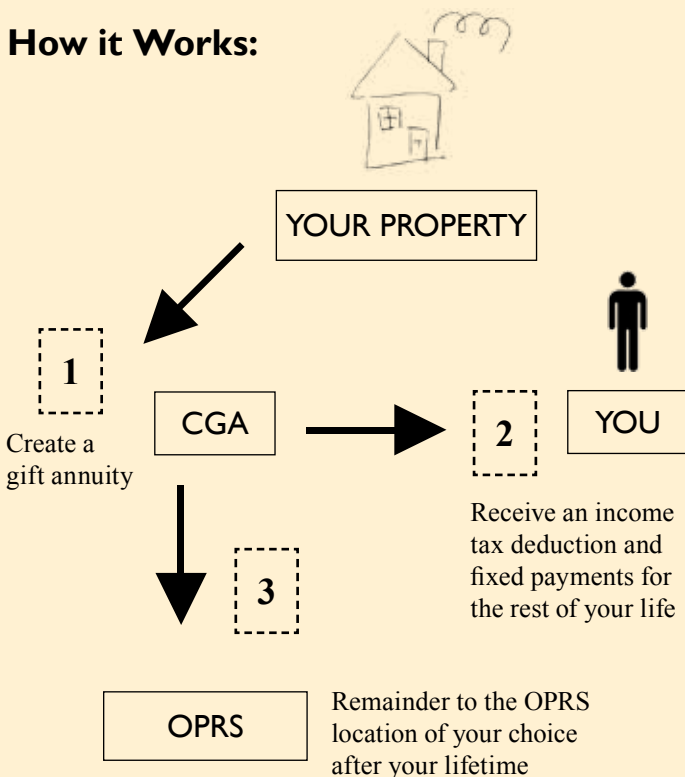 How it Works:
YOUR PROPERTY
1
Create a
gift annuity
CGA
2
YOU
Receive an income
tax deduction and
fixed payments for
the rest of your life
3
OPRS
Remainder to the OPRS
location of your choice
after your lifetime